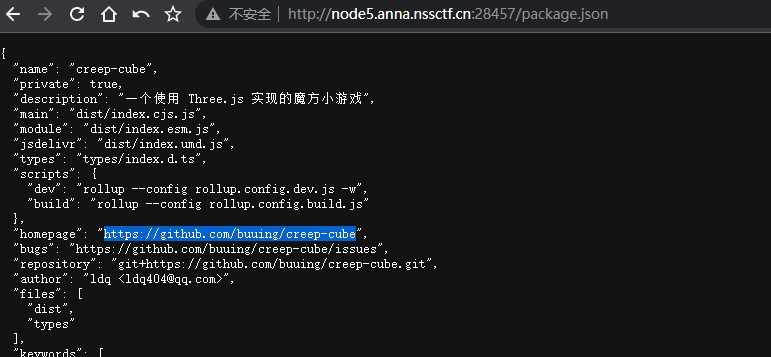 不安全 | http://node5.anna.nssctf.cn:28457/package.json
{
"name": "creep-cube",
"private": true,
"description": "一个使用 Three.js 实现的魔方小游戏",
"main": "dist/index.cjs.js",
"module": "dist/index.esm.js",
"jsdelivr": "dist/index.umd.js",
"types": "types/index.d.ts",
"scripts": {
"dev": "rollup --config rollup.config.dev.js -w",
"build": "rollup --config rollup.config.build.js"
},
"homepage": "https://github.com/buuing/creep-cube",
"bugs": "https://github.com/buuing/creep-cube/issues",
"repository": "git+https://github.com/buuing/creep-cube.git",
"author": "ldq <ldq404@qq.com>",
"files": [
"dist",
"types"
],
"keywords": [